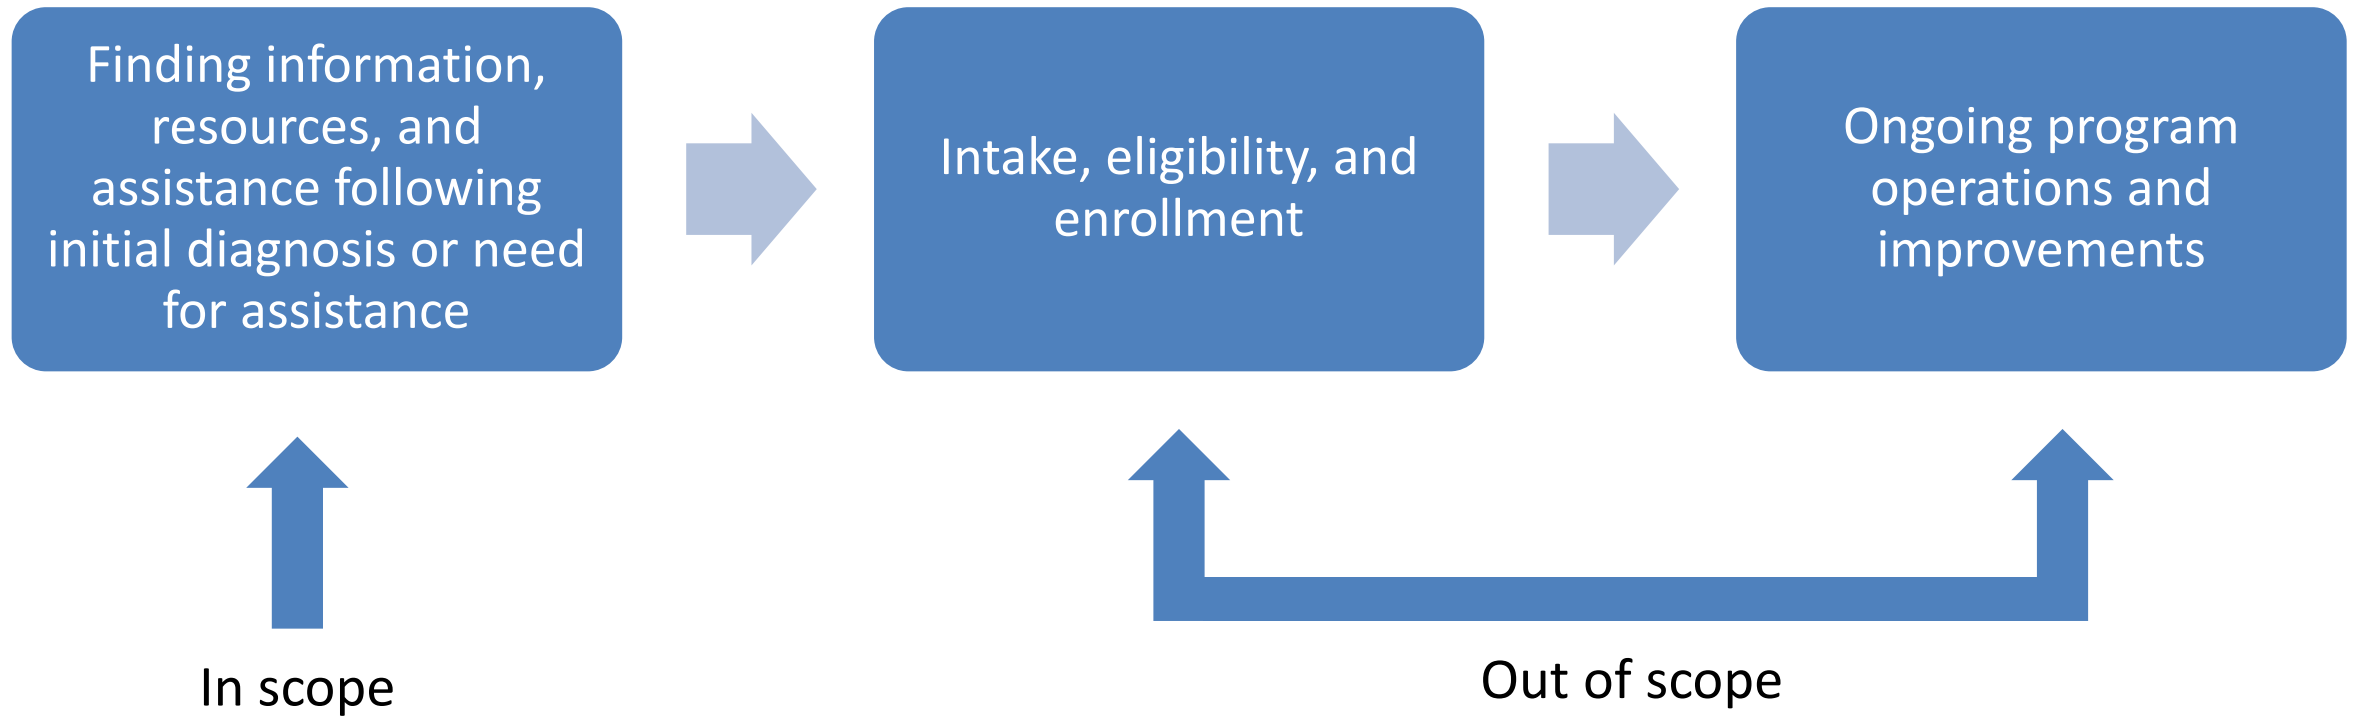 Finding information,
resources, and
assistance following
initial diagnosis or need
for assistance
Intake, eligibility, and
enrollment
Ongoing program
operations and
improvements
In scope
Out of scope